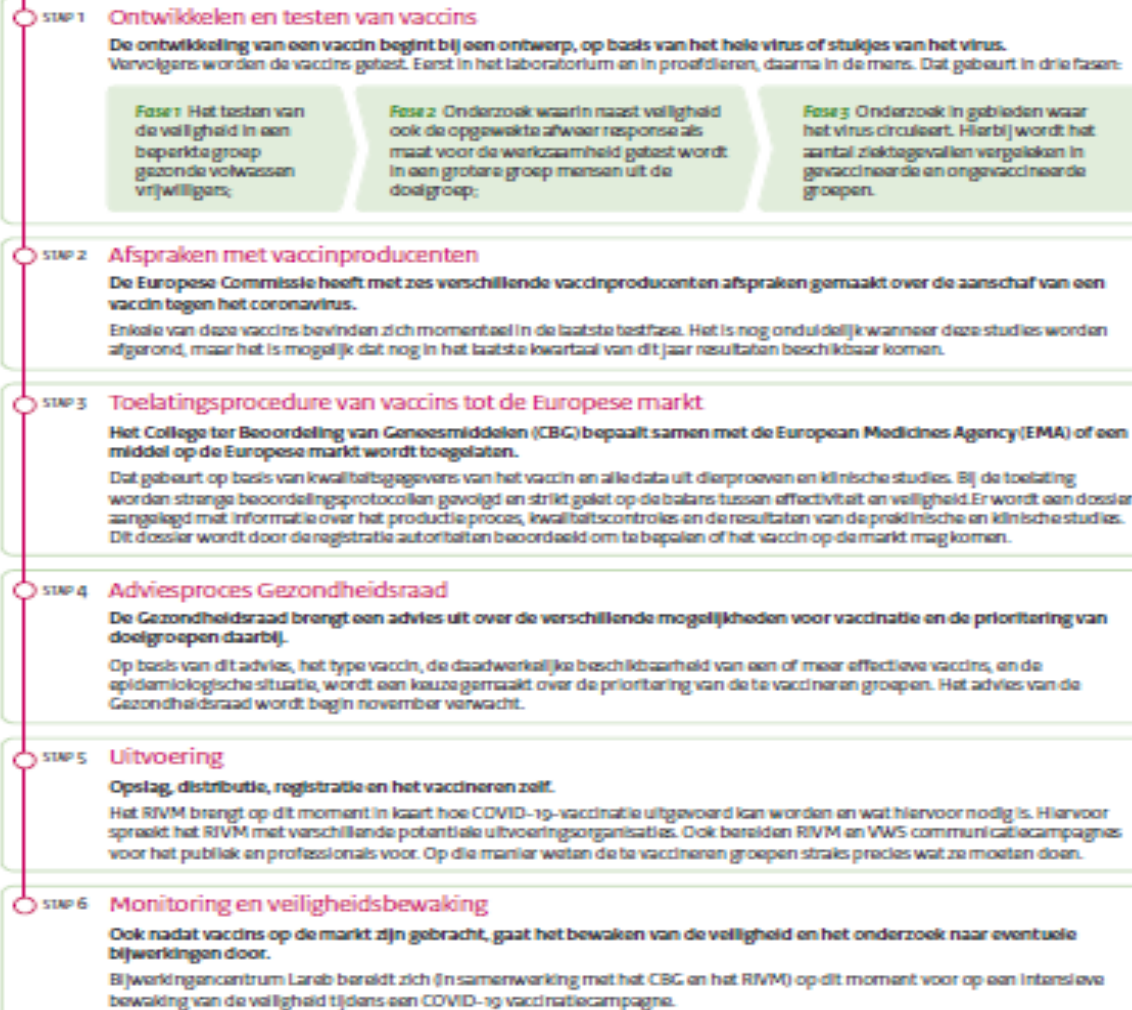 STAP 1 Ontwikkelen en testen van vaccins
De ontwikkeling van een vaccin begint bij een ontwerp, op basis van het hele virus of stukjes van het virus.
Vervolgens worden de vaccins getest. Eerst in het laboratorium en in proefdieren, daarna in de mens. Dat gebeurt in drie fasen:
Fase 1 Het testen van
de veiligheid in een
beperkte groep
gezonde volwassen
vrijwilligers;
Fase 2 Onderzoek waarin naast veiligheid
ook de opgewekte afweer response als
maat voor de werkzaamheid getest wordt
in een grotere groep mensen uit de
doelgroep;
Fase 3 Onderzoek in gebieden waar
het virus circuleert. Hierbij wordt het
aantal ziektegevallen vergeleken in
gevaccineerde en ongevaccineerde
groepen.
STAP 2 Afspraken met vaccinproducenten
De Europese Commissie heeft met zes verschillende vaccinproducenten afspraken gemaakt over de aanschaf van een
vaccin tegen het coronavirus.
Enkele van deze vaccins bevinden zich momenteel in de laatste testfase. Het is nog onduidelijk wanneer deze studies worden
afgerond, maar het is mogelijk dat nog in het laatste kwartaal van dit jaar resultaten beschikbaar komen.
STAP 3 Toelatingsprocedure van vaccins tot de Europese markt
Het College ter Beoordeling van Geneesmiddelen (CBG) bepaalt samen met de European Medicines Agency (EMA) of een
middel op de Europese markt wordt toegelaten.
Dat gebeurt op basis van kwaliteitsgegevens van het vaccin en alle data uit dierproeven en klinische studies. Bij de toelating
worden strenge beoordelingsprotocollen gevolgd en strikt gelet op de balans tussen effectiviteit en veiligheid.Er wordt een dossier
aangelegd met informatie over het productie proces, kwaliteitscontroles en de resultaten van de preklinische en klinische studies.
Dit dossier wordt door de registratie autoriteiten beoordeeld om te bepalen of het vaccin op de markt mag komen.
STAP 4 Adviesproces Gezondheidsraad
De Gezondheidsraad brengt een advies uit over de verschillende mogelijkheden voor vaccinatie en de prioritering van
doelgroepen daarbij.
Op basis van dit advies, het type vaccin, de daadwerkelijke beschikbaarheid van een of meer effectieve vaccins, en de
epidemiologische situatie, wordt een keuze gemaakt over de prioritering van de te vaccineren groepen. Het advies van de
Gezondheidsraad wordt begin november verwacht.
STAP 5 Uitvoering
Opslag, distributie, registratie en het vaccineren zelf.
Het RIVM brengt op dit moment in kaart hoe COVID-19-vaccinatie uitgevoerd kan worden en wat hiervoor nodig is. Hiervoor
spreekt het RIVM met verschillende potentiele uitvoeringsorganisaties. Ook bereiden RIVM en VWS communicatiecampagnes
voor het publiek en professionals voor. Op die manier weten de te vaccineren groepen straks precies wat ze moeten doen.
STAP 6 Monitoring en veiligheidsbewaking
Ook nadat vaccins op de markt zijn gebracht, gaat het bewaken van de veiligheid en het onderzoek naar eventuele
bijwerkingen door.
Bijwerkingencentrum Lareb bereidt zich (in samenwerking met het CBG en het RIVM) op dit moment voor op een intensieve
bewaking van de veiligheid tijdens een COVID-19 vaccinatiecampagne.